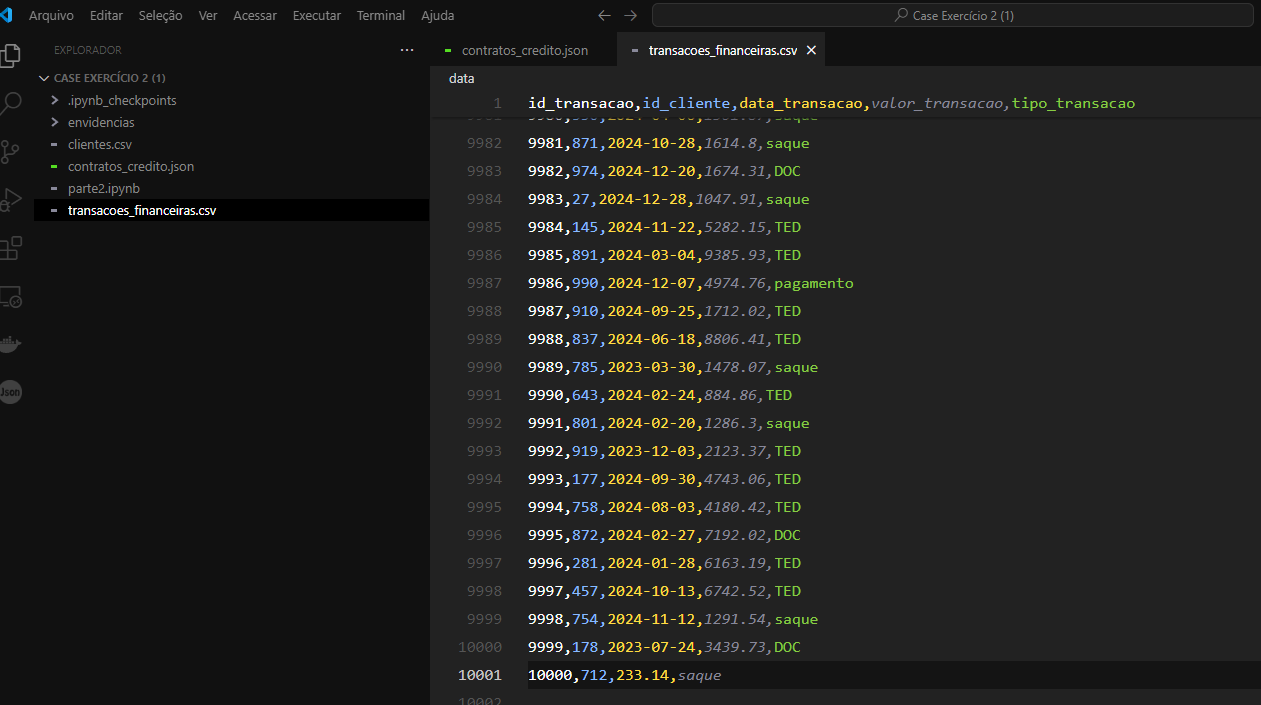 Arquivo Editar Seleção Ver Acessar Executar Terminal Ajuda
Case Exercício 2 (1)
EXPLORADOR
CASE EXERCÍCIO 2 (1)
.ipynb_checkpoints
envidencias
clientes.csv
contratos_credito.json
parte2.ipynb
transacoes_financeiras.csv
Json
contratos_credito.json transacoes_financeiras.csv
data
1 id_transacao,id_cliente,data_transacao,valor_transacao,tipo_transacao
9982 9981,871,2024-10-28,1614.8,saque
9983 9982,974,2024-12-20,1674.31,DOC
9984 9983,27,2024-12-28,1047.91,saque
9985 9984,145,2024-11-22,5282.15,TED
9986 9985,891,2024-03-04,9385.93,TED
9987 9986,990,2024-12-07,4974.76,pagamento
9988 9987,910,2024-09-25,1712.02,TED
9989 9988,837,2024-06-18,8806.41,TED
9990 9989,785,2023-03-30,1478.07,saque
9991 9990,643,2024-02-24,884.86,TED
9992 9991,801,2024-02-20,1286.3,saque
9993 9992,919,2023-12-03,2123.37,TED
9994 9993,177,2024-09-30,4743.06,TED
9995 9994,758,2024-08-03,4180.42,TED
9996 9995,872,2024-02-27,7192.02,DOC
9997 9996,281,2024-01-28,6163.19,TED
9998 9997,457,2024-10-13,6742.52,TED
9999 9998,754,2024-11-12,1291.54,saque
10000 9999,178,2023-07-24,3439.73,DOC
10001 10000,712,233.14,saque
10002